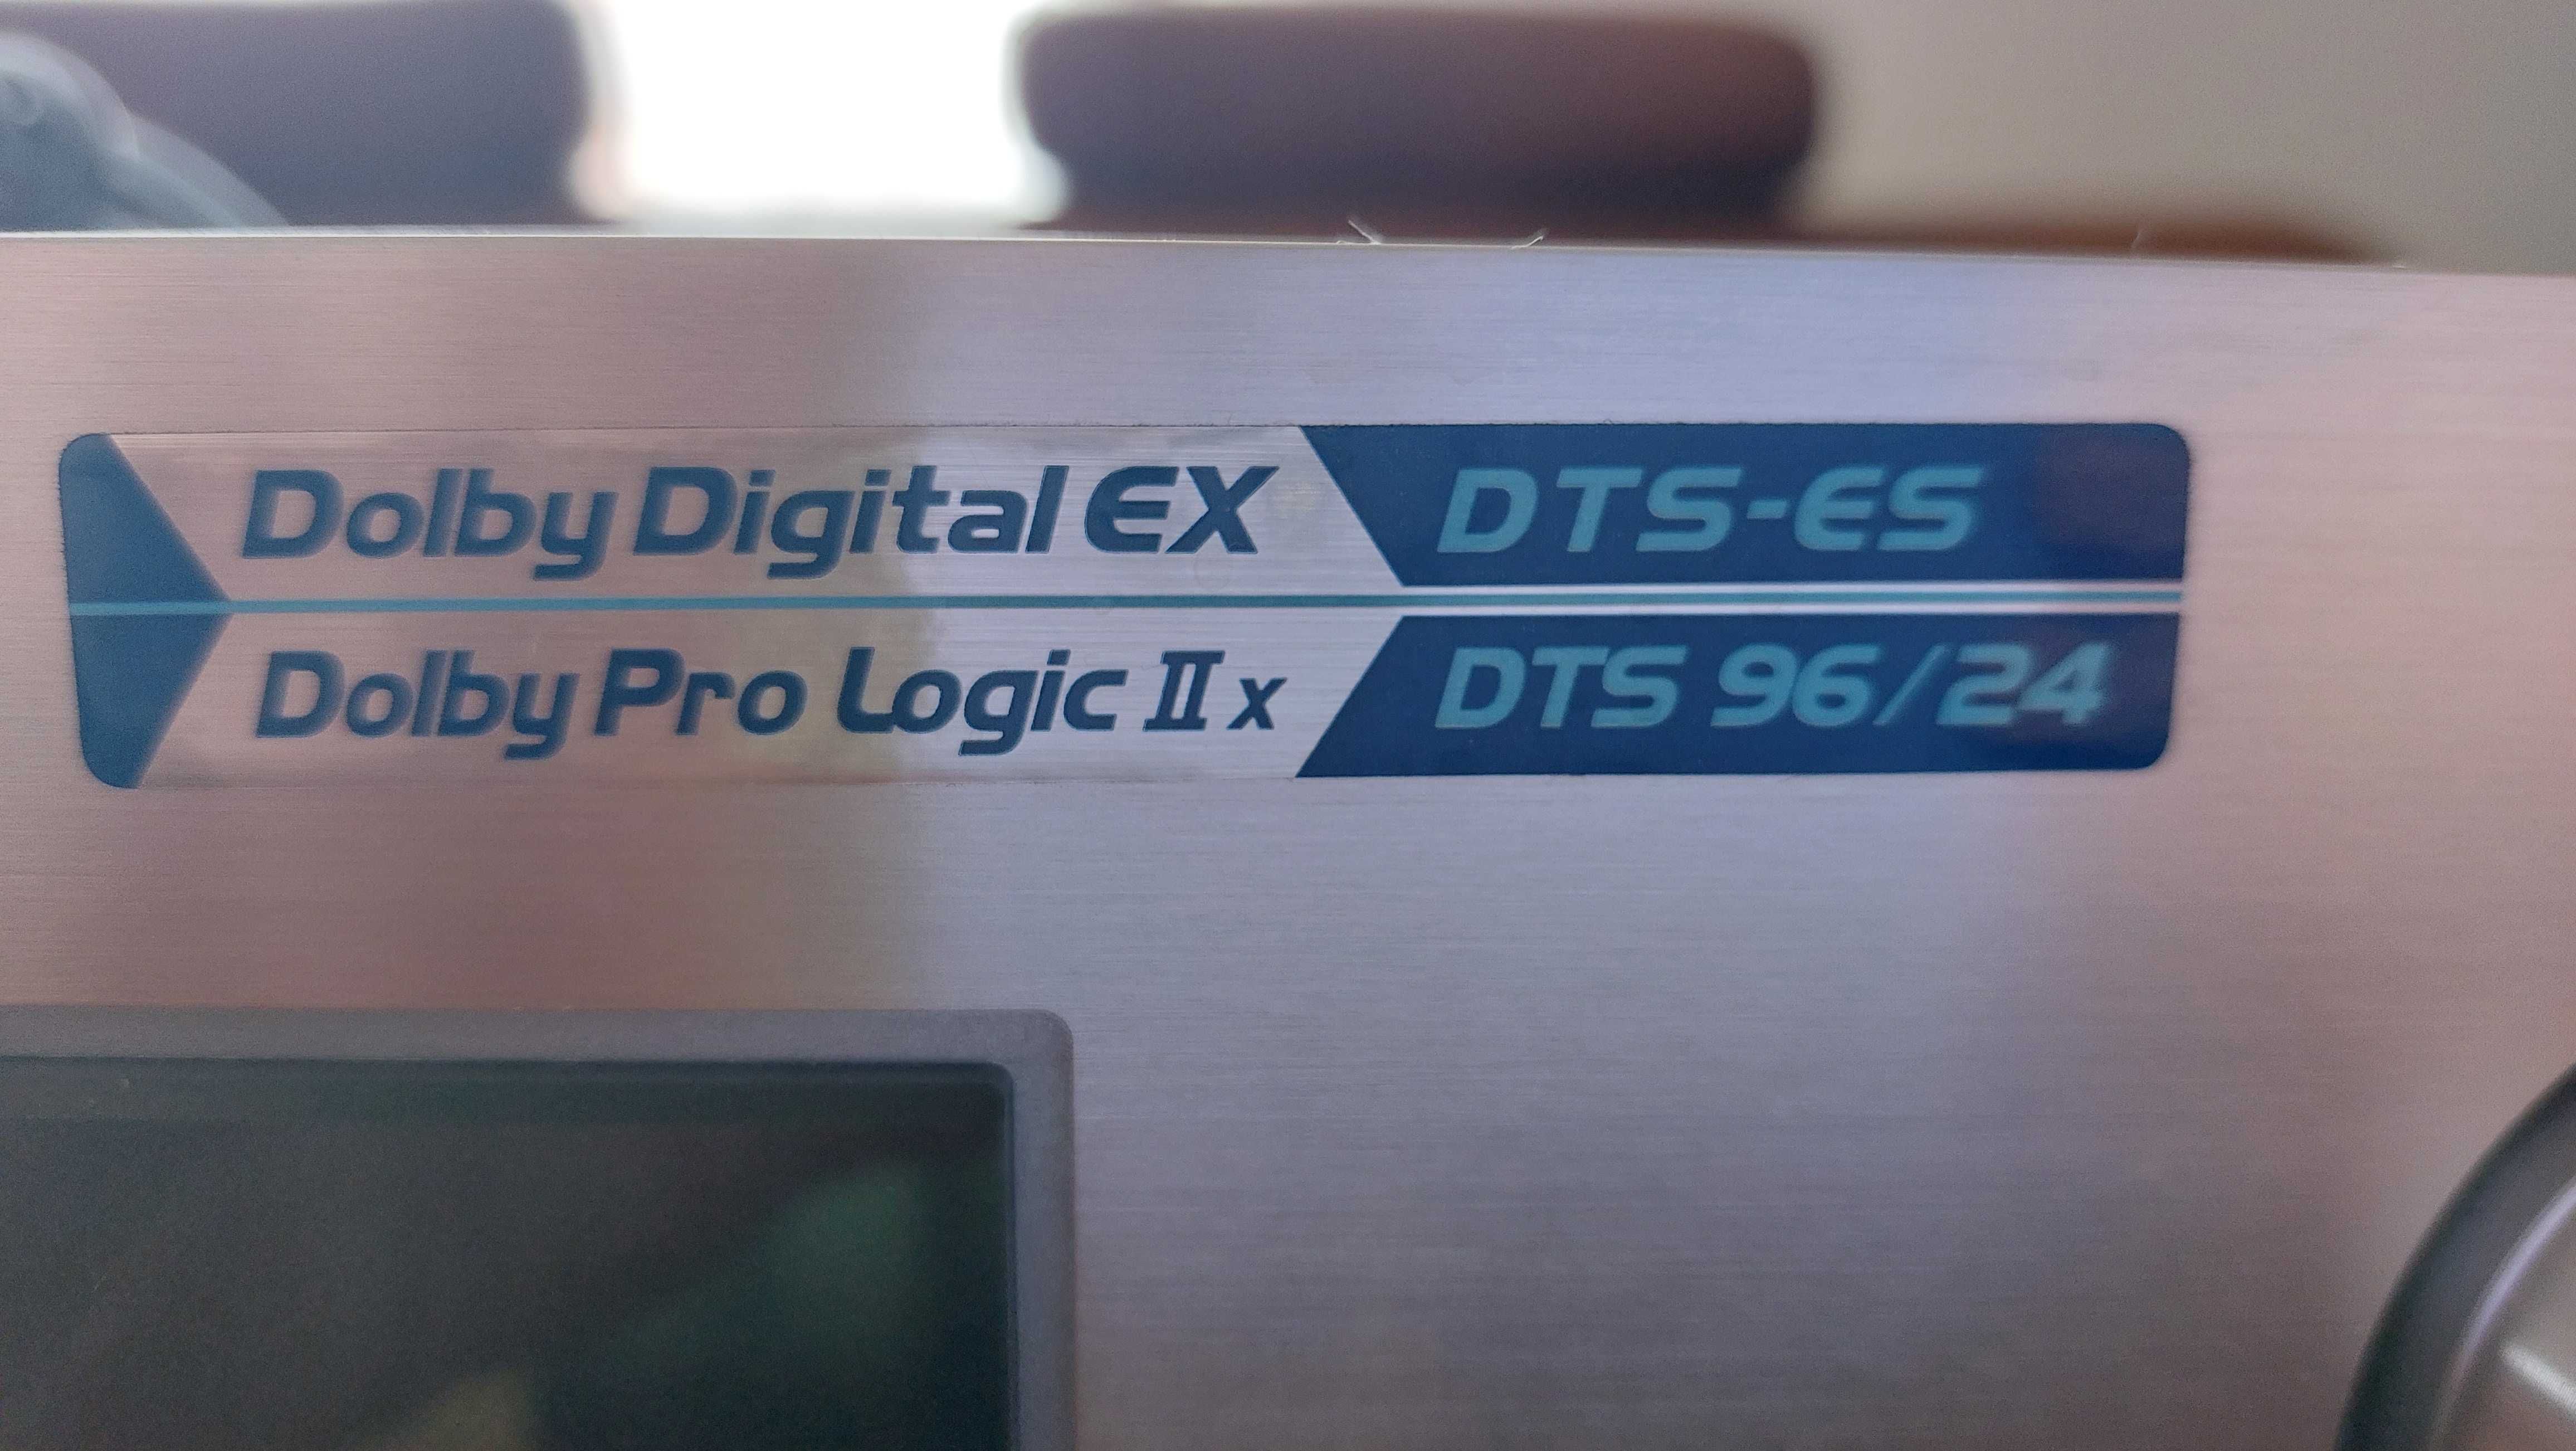 Dolby Digital EX DTS-ES
Dolby Pro Logic II x DTS 96/24